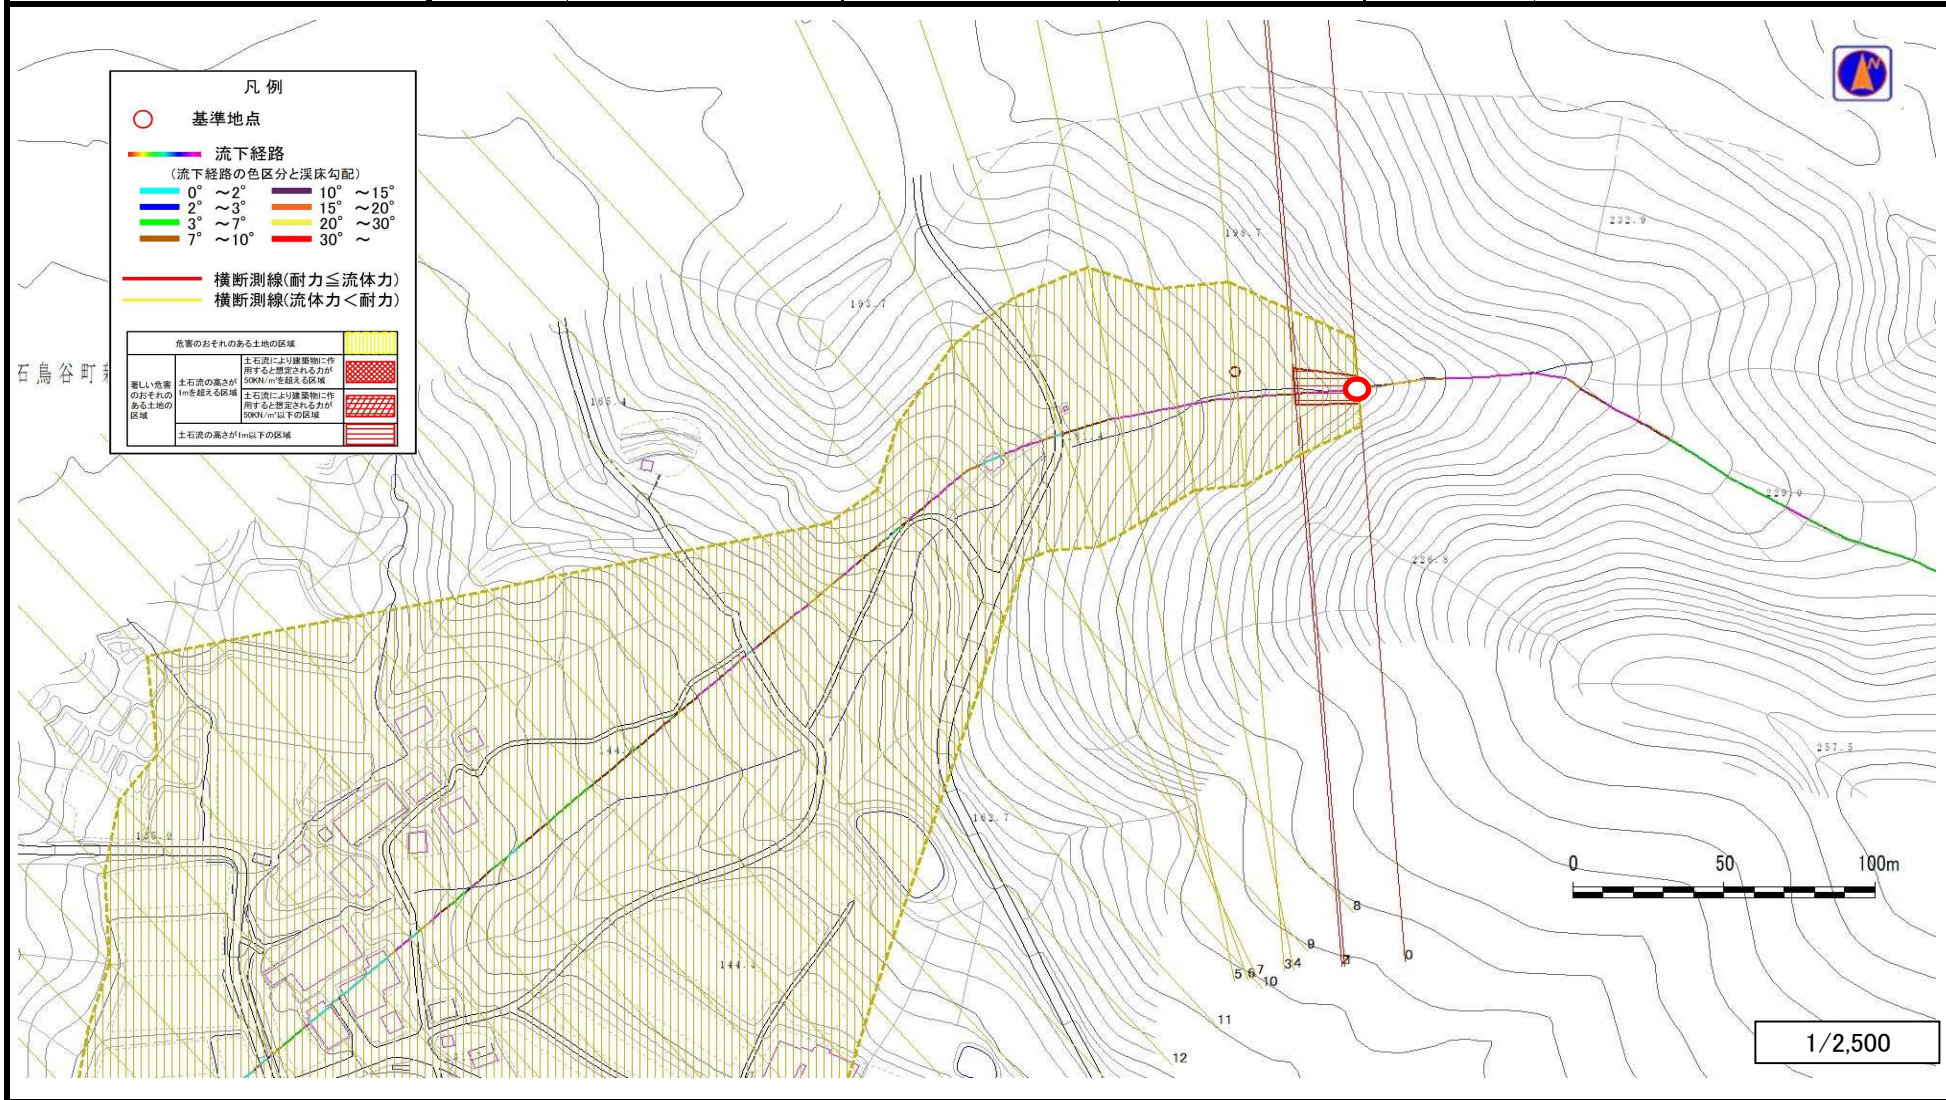 凡 例
基準地点
流下経路
(流下経路の色区分と渓床勾配)
0° ～2° 10° ～15°
2° ～3° 15° ～20°
3° ～7° 20° ～30°
7° ～10° 30° ～
横断測線(耐力≦流体力)
横断測線(流体力＜耐力)
危害のおそれのある土地の区域
著しい危害のおそれのある土地の区域
土石流の高さが1mを超える区域
土石流により建築物に作用すると想定される力が50KN/㎡を超える区域
土石流により建築物に作用すると想定される力が50KN/㎡以下の区域
土石流の高さが1m以下の区域
石鳥谷町
N
232.9
198.7
193.7
165.4
229.0
226.8
257.5
163.7
144.
0 50 100m
8
9
0
3 4
5 6 7
10
11
12
1/2,500